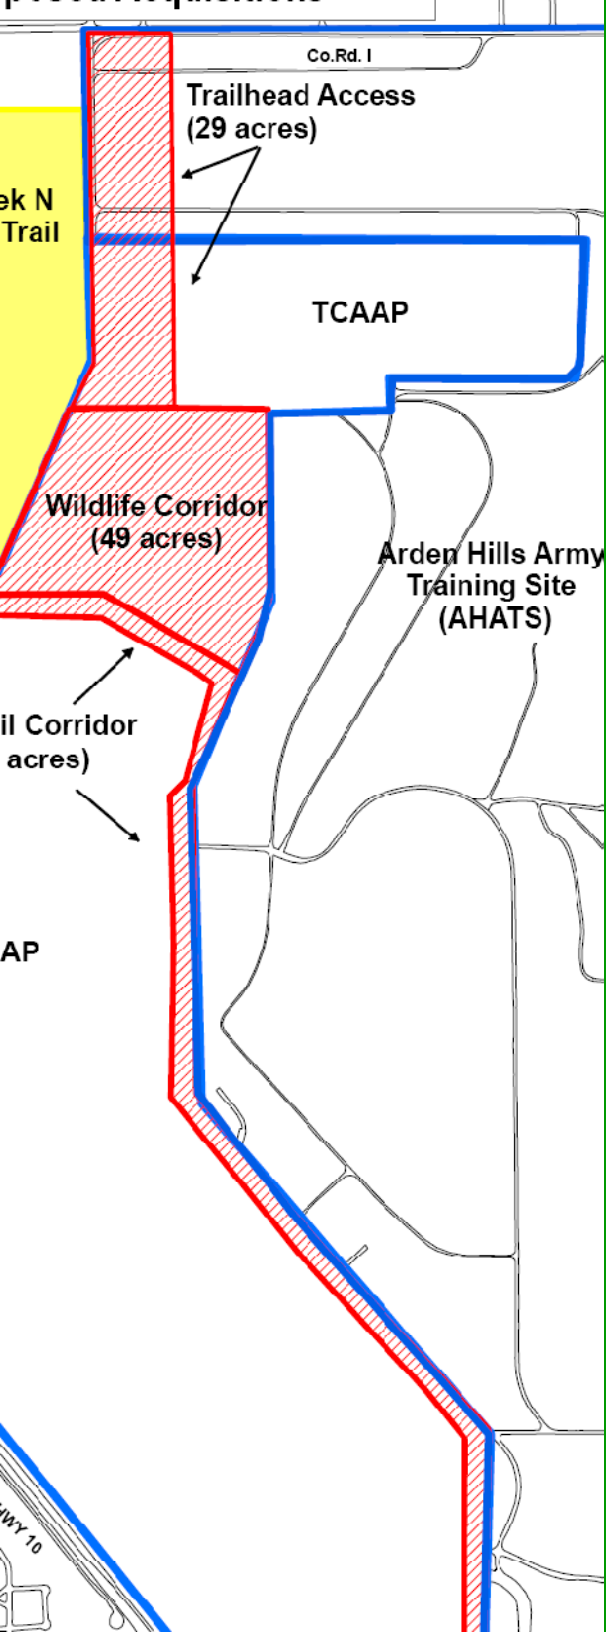 Co.Rd. I
Trailhead Access
(29 acres)
ek N
Trail
TCAAP
Wildlife Corridor
(49 acres)
Arden Hills Army
Training Site
(AHATS)
il Corridor
acres)
AP
HWY 10